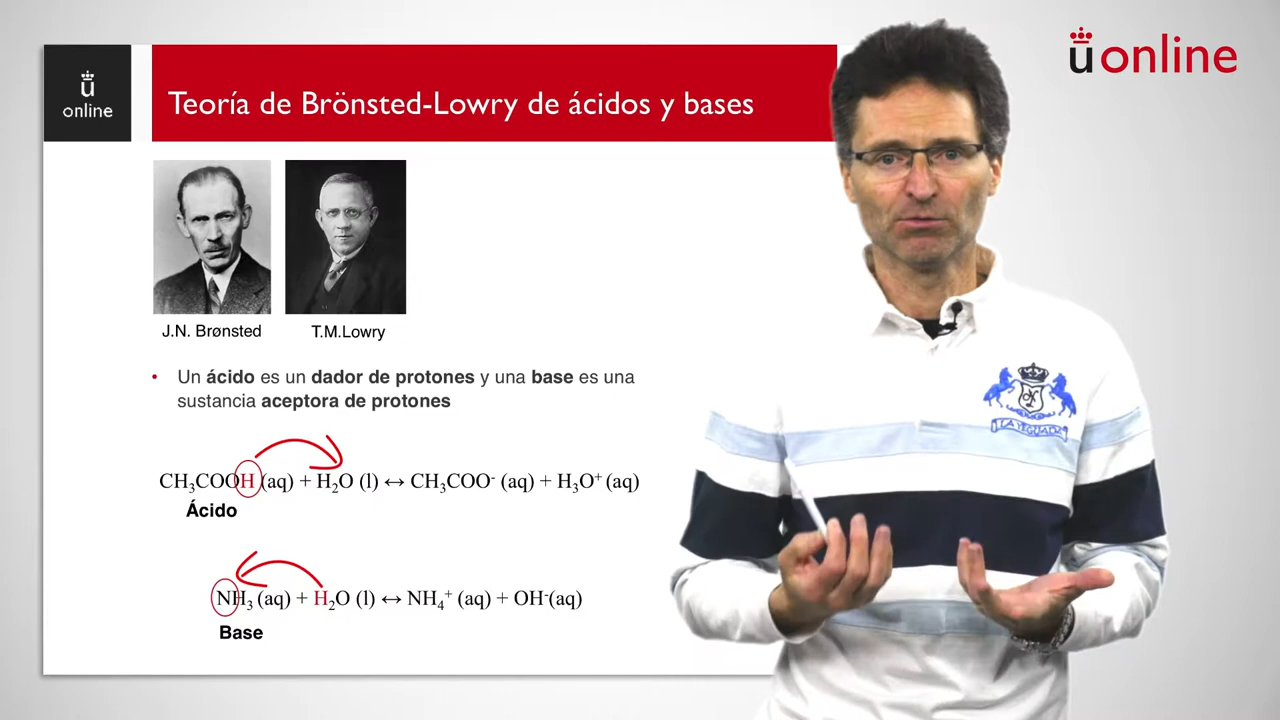 ü online
ü
online
Teoría de Brönsted-Lowry de ácidos y bases
J.N. Brønsted
T.M.Lowry
• Un ácido es un dador de protones y una base es una
sustancia aceptora de protones
CH₃COOH (aq) + H₂O (l) ↔ CH₃COO⁻ (aq) + H₃O⁺ (aq)
Ácido
NH₃ (aq) + H₂O (l) ↔ NH₄⁺ (aq) + OH⁻(aq)
Base
LA YEGUADA